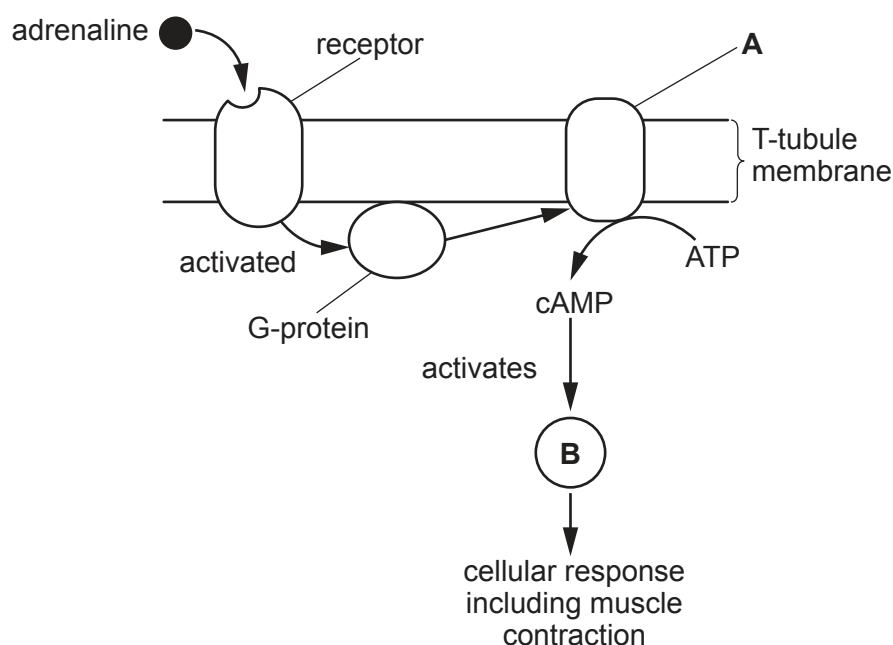 adrenaline
receptor
A
T-tubule
membrane
activated
G-protein
ATP
cAMP
activates
B
cellular response
including muscle
contraction